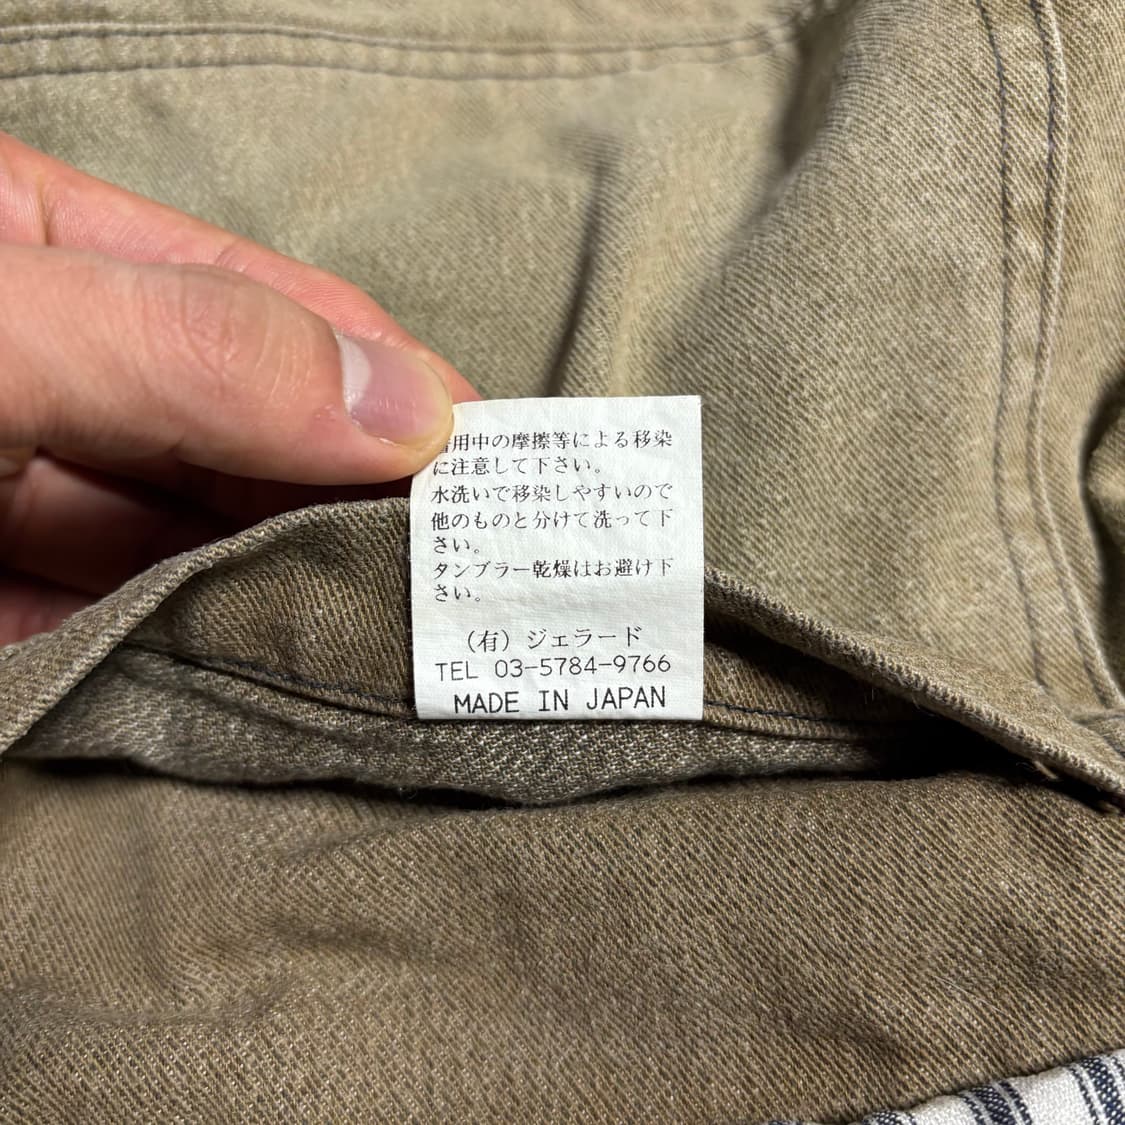 用中の摩擦等による移染
に注意して下さい。
水洗いで移染しやすいので
他のものと分けて洗って下
さい。
タンブラー乾燥はお避け下
さい。
（有）ジェラード
TEL 03-5784-9766
MADE IN JAPAN